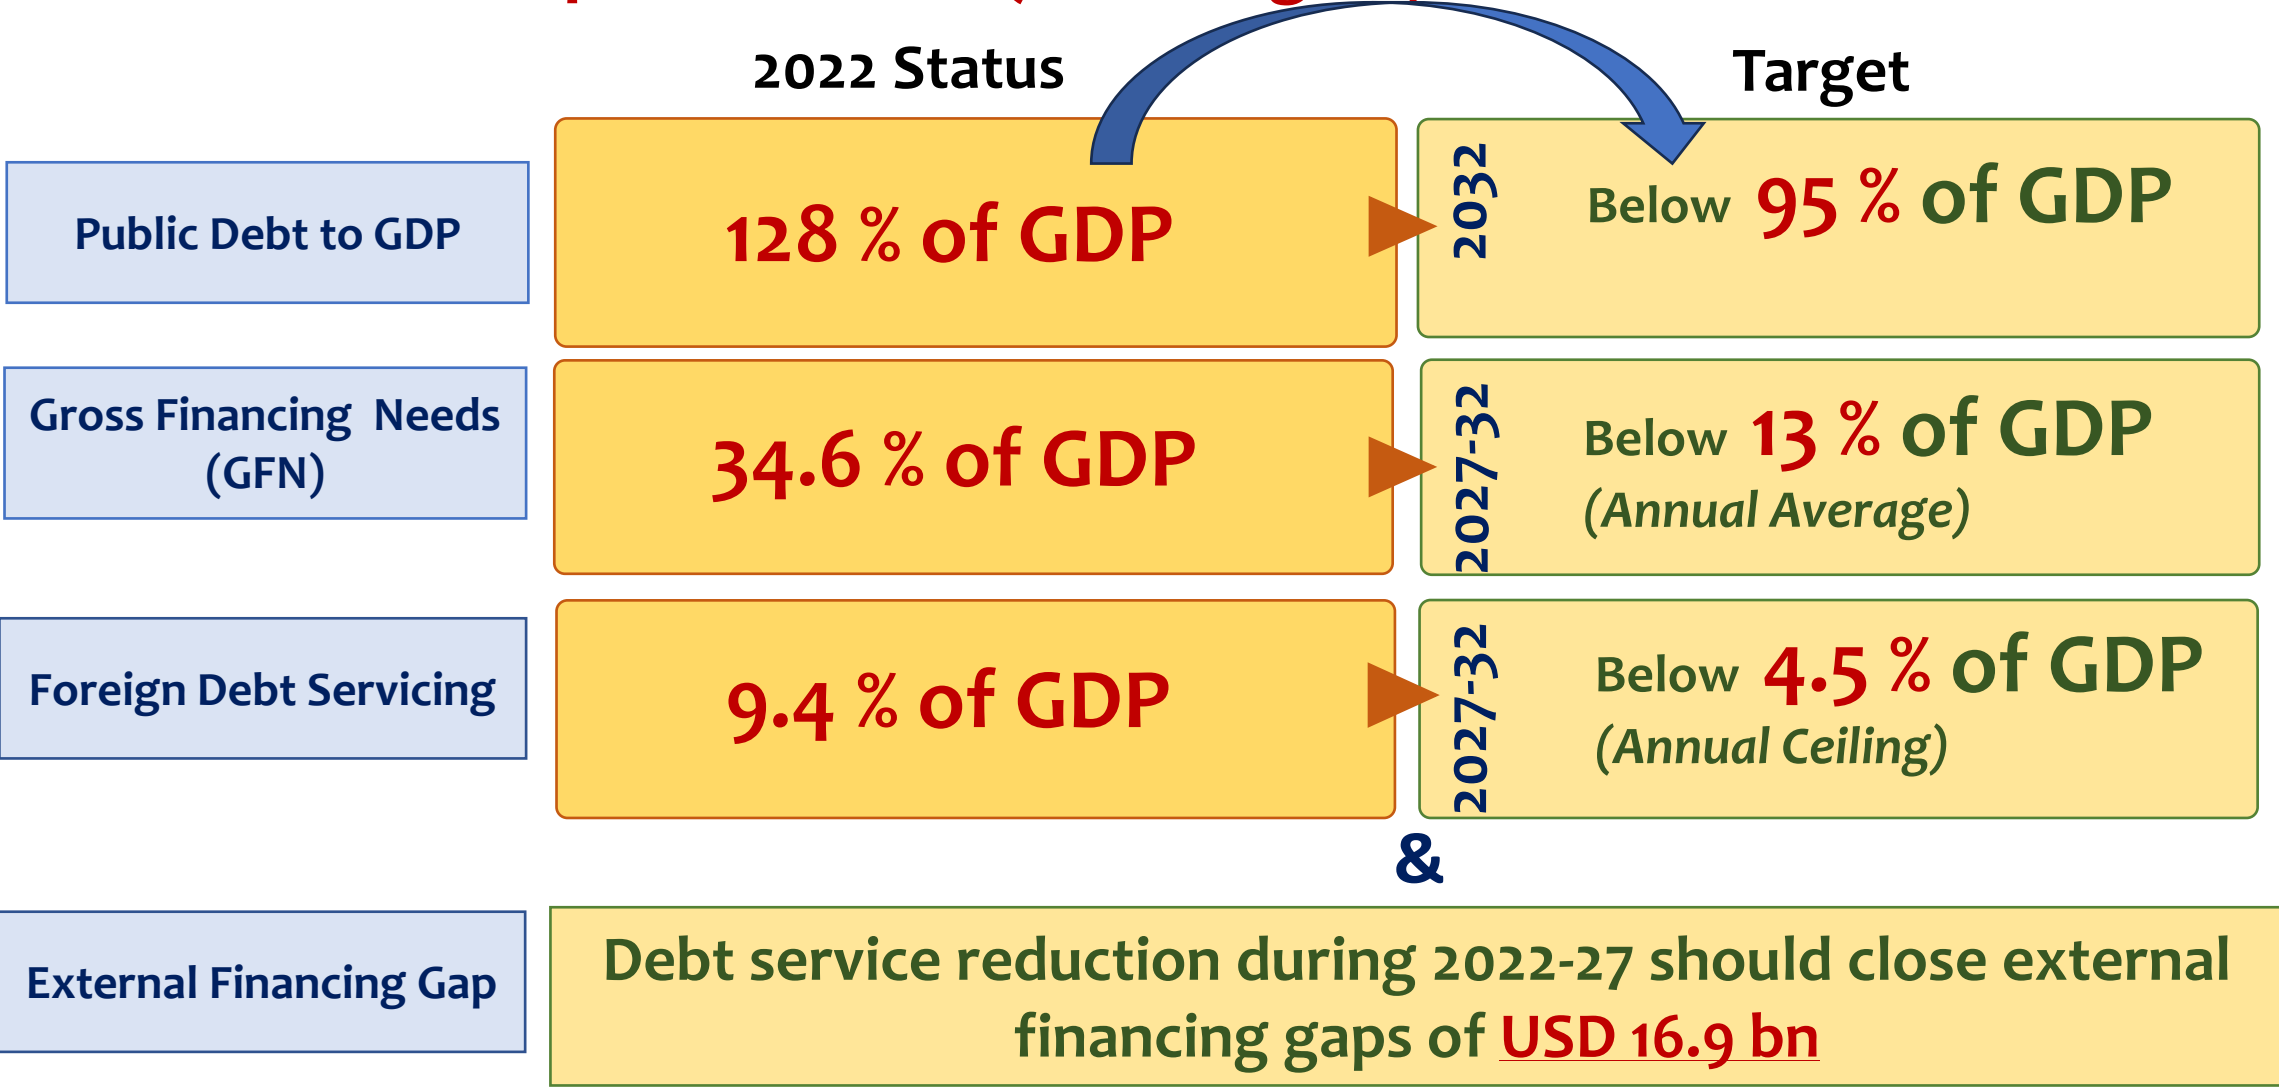 2022 Status
Target
Public Debt to GDP
128 % of GDP
2032
Below 95 % of GDP
Gross Financing Needs
(GFN)
34.6 % of GDP
2027-32
Below 13 % of GDP
(Annual Average)
Foreign Debt Servicing
9.4 % of GDP
2027-32
Below 4.5 % of GDP
(Annual Ceiling)
&
External Financing Gap
Debt service reduction during 2022-27 should close external
financing gaps of USD 16.9 bn